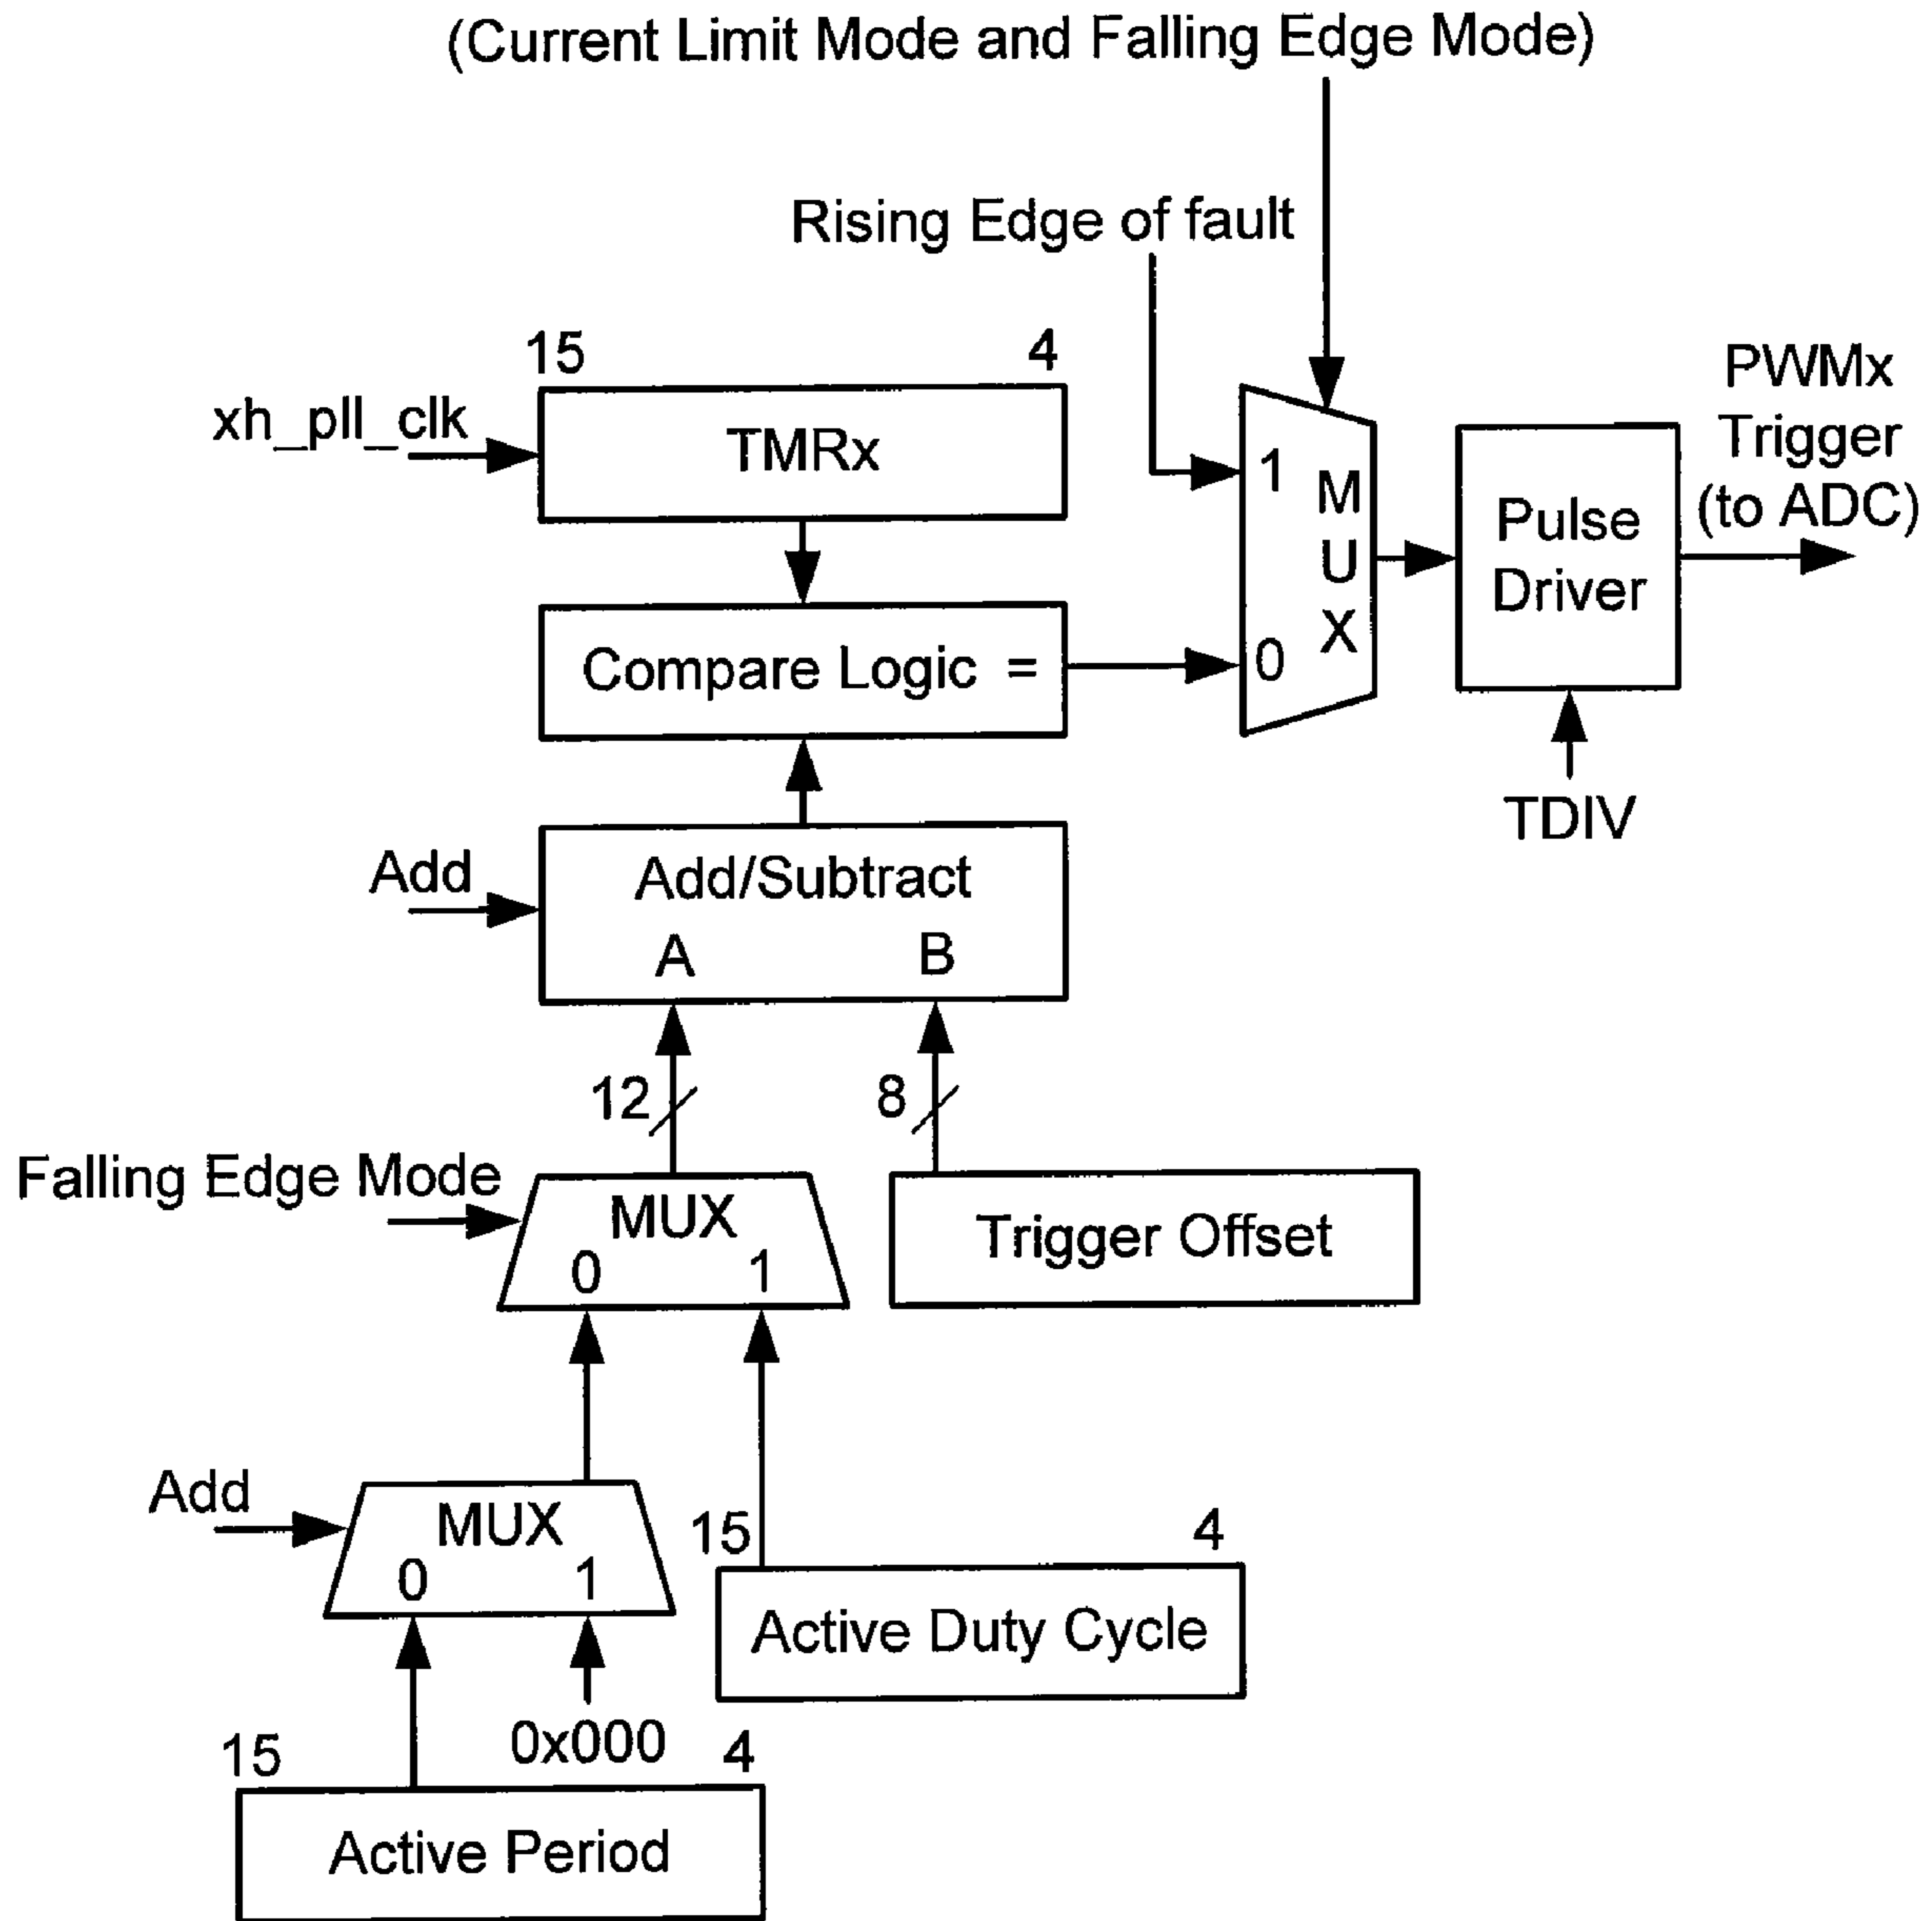 (Current Limit Mode and Falling Edge Mode)
Rising Edge of fault
15 4
xh_pll_clk
TMRx
1
MUX
0
PWMx
Trigger
(to ADC)
Pulse
Driver
Compare Logic =
TDIV
Add
Add/Subtract
A B
12 8
Falling Edge Mode
MUX
0 1
Trigger Offset
Add
MUX
0 1
15 4
Active Duty Cycle
0x000
15 4
Active Period